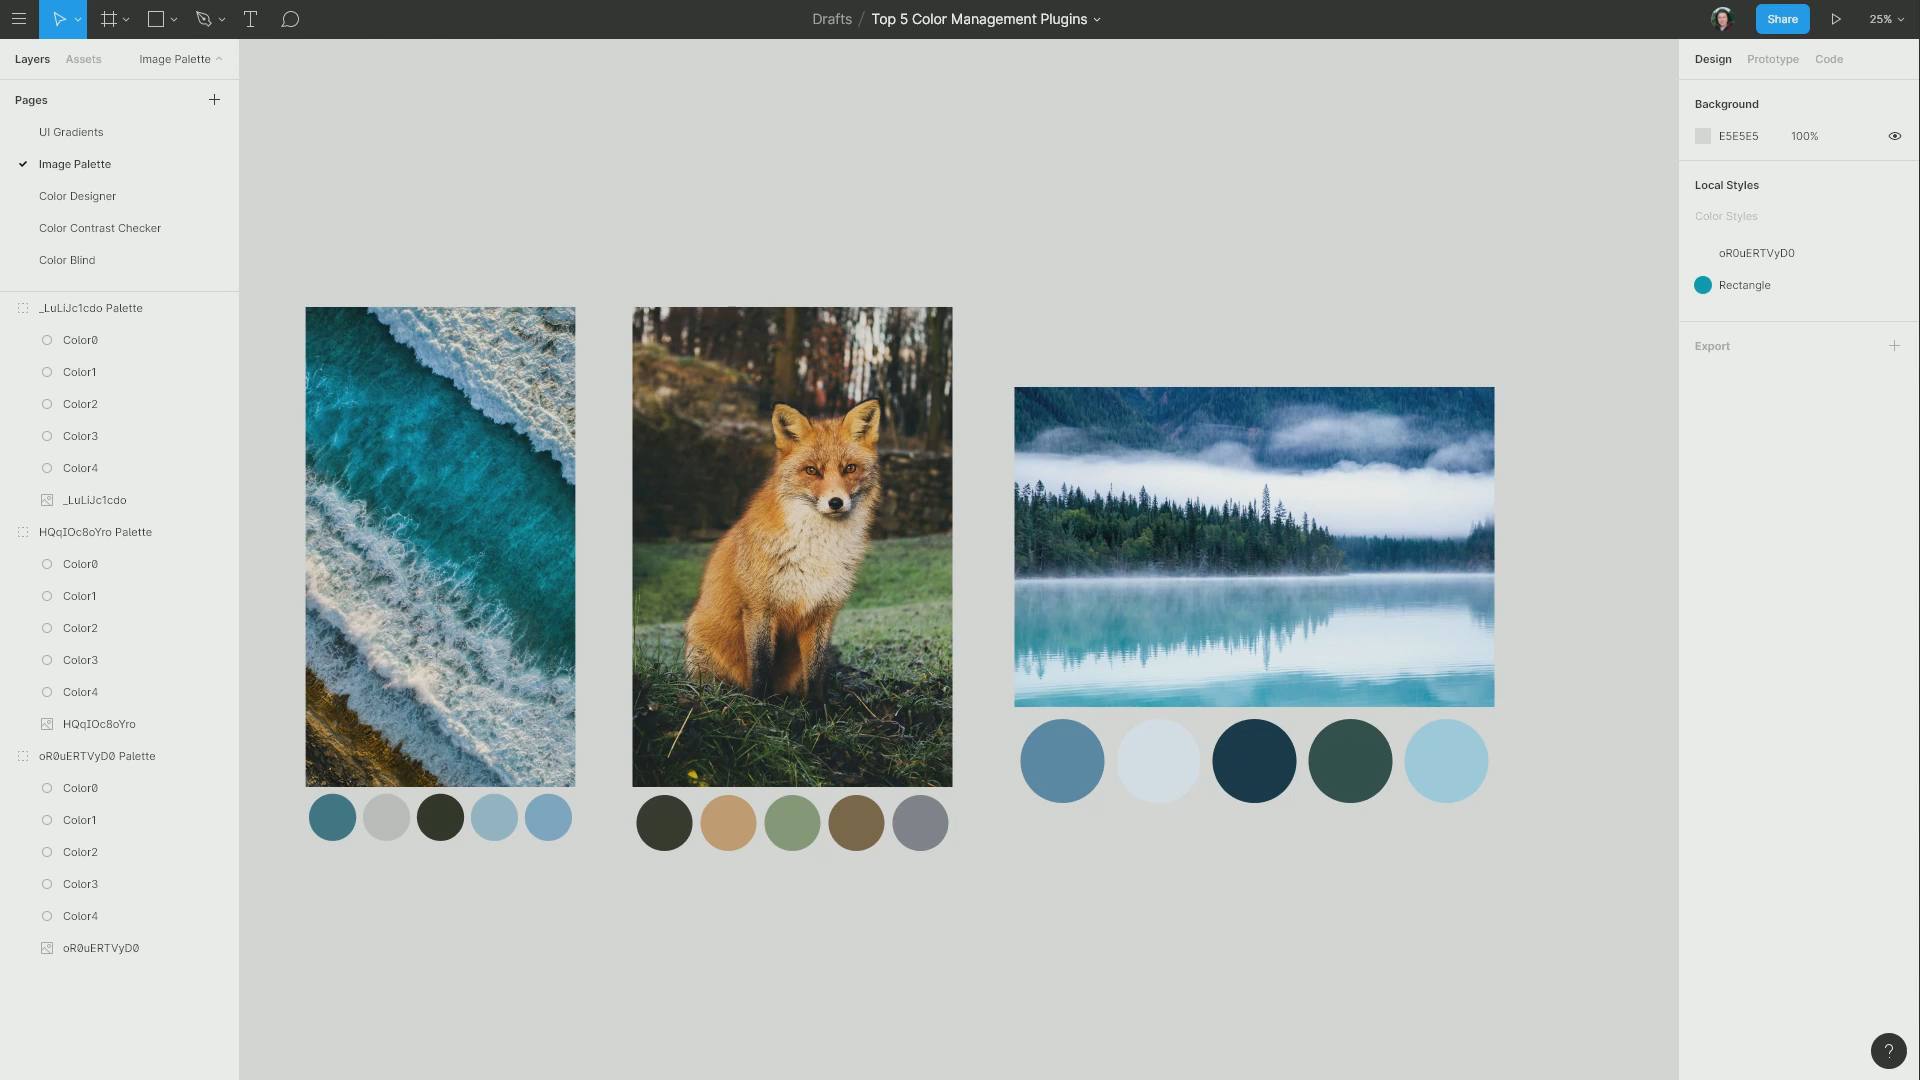 Drafts / Top 5 Color Management Plugins
Share
25%
Layers Assets Image Palette
Pages
UI Gradients
Image Palette
Color Designer
Color Contrast Checker
Color Blind
_LuLiJc1cdo Palette
Color0
Color1
Color2
Color3
Color4
_LuLiJc1cdo
HQqIOc8oYro Palette
Color0
Color1
Color2
Color3
Color4
HQqIOc8oYro
oR0uERTVyD0 Palette
Color0
Color1
Color2
Color3
Color4
oR0uERTVyD0
Design Prototype Code
Background
E5E5E5 100%
Local Styles
Color Styles
oR0uERTVyD0
Rectangle
Export
?